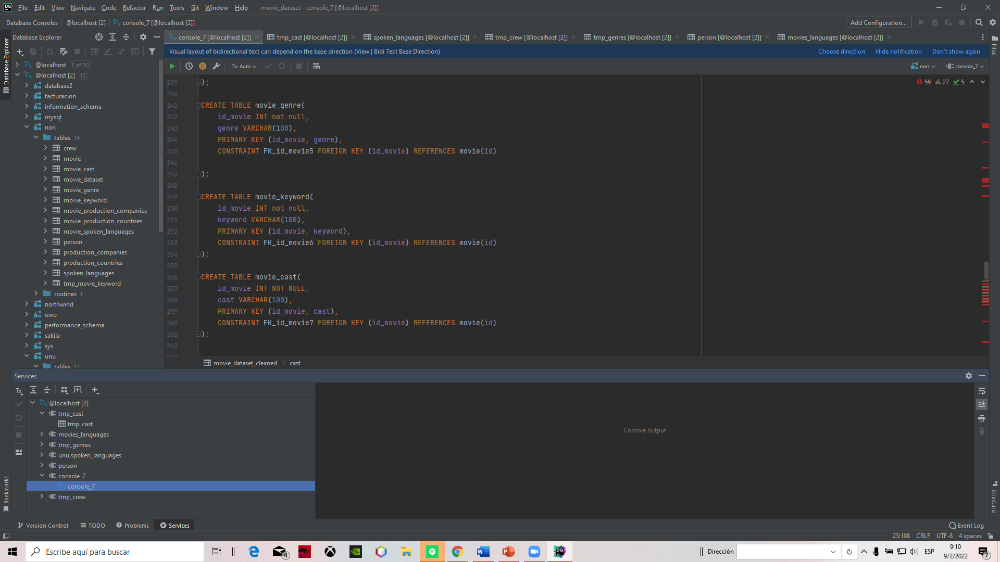 DG File Edit View Navigate Code Refactor Run Tools Git Window Help movie_dateset - console_7 [@localhost [2]]
Database Consoles @localhost [2] console_7 [@localhost [2]] Add Configuration...
Database Explorer
console_7 [@localhost [2]] tmp_cast [@localhost [2]] spoken_languages [@localhost [2]] tmp_crew [@localhost [2]] tmp_genres [@localhost [2]] person [@localhost [2]] movies_languages [@localhost [2]]
Visual layout of bidirectional text can depend on the base direction (View | Bidi Text Base Direction) Choose direction Hide notification Don't show again
Tx: Auto non console_7
59 27 5
Database Explorer
Files
@localhost 1 of 10
@localhost [2] 12
database2
facturacion
information_schema
mysql
non
tables 14
crew
movie
movie_cast
movie_dataset
movie_genre
movie_keyword
movie_production_companies
movie_production_countries
movie_spoken_languages
person
production_companies
production_countries
spoken_languages
tmp_movie_keyword
routines 1
northwind
owo
performance_schema
sakila
sys
unu
tables 17
239 );
240
241 CREATE TABLE movie_genre(
242 id_movie INT not null,
243 genre VARCHAR(100),
244 PRIMARY KEY (id_movie, genre),
245 CONSTRAINT FK_id_movie5 FOREIGN KEY (id_movie) REFERENCES movie(id)
246
247 );
248
249 CREATE TABLE movie_keyword(
250 id_movie INT not null,
251 keyword VARCHAR(100),
252 PRIMARY KEY (id_movie, keyword),
253 CONSTRAINT FK_id_movie6 FOREIGN KEY (id_movie) REFERENCES movie(id)
254 );
255
256 CREATE TABLE movie_cast(
257 id_movie INT NOT NULL,
258 cast VARCHAR(100),
259 PRIMARY KEY (id_movie, cast),
260 CONSTRAINT FK_id_movie7 FOREIGN KEY (id_movie) REFERENCES movie(id)
261 );
262
movie_dataset_cleaned cast
Services
Tx
@localhost [2]
tmp_cast
tmp_cast
movies_languages
tmp_genres
unu.spoken_languages
person
console_7
console_7
tmp_crew
Console output
Bookmarks
Structure
Version Control TODO Problems Services Event Log
23:108 CRLF UTF-8 4 spaces
Escribe aquí para buscar
4
Dirección
ESP
9:10
9/2/2022
7